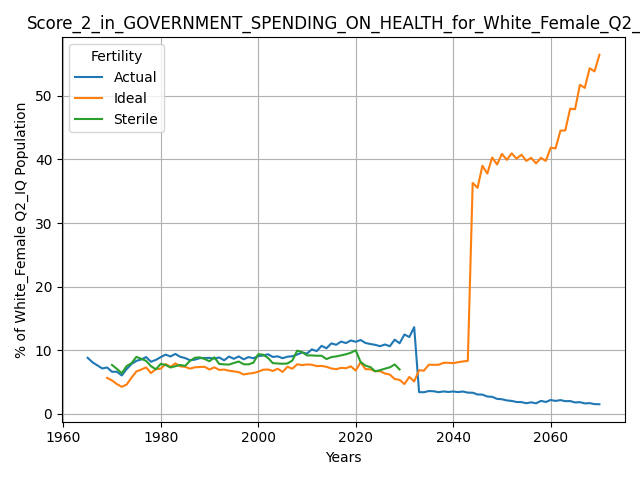 Score_2_in_GOVERNMENT_SPENDING_ON_HEALTH_for_White_Female_Q2_
Fertility
Actual
Ideal
Sterile
% of White_Female Q2_IQ Population
50
40
30
20
10
0
1960 1980 2000 2020 2040 2060
Years